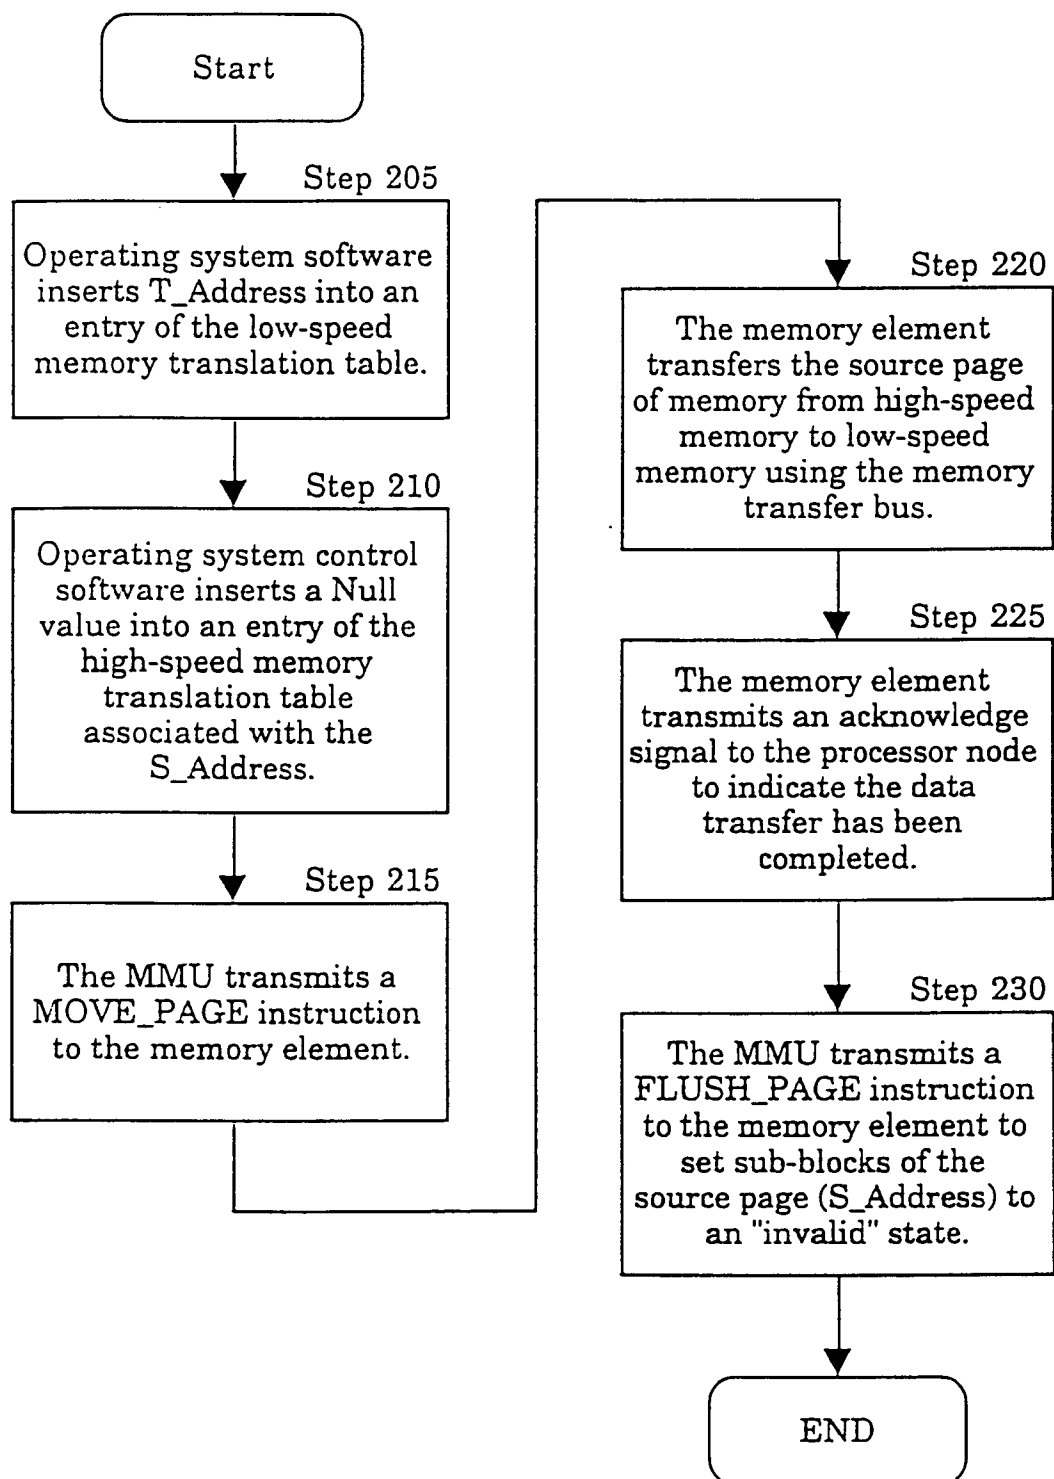 Start
Step 205
Operating system software
inserts T_Address into an
entry of the low-speed
memory translation table.
Step 210
Operating system control
software inserts a Null
value into an entry of the
high-speed memory
translation table
associated with the
S_Address.
Step 215
The MMU transmits a
MOVE_PAGE instruction
to the memory element.
Step 220
The memory element
transfers the source page
of memory from high-speed
memory to low-speed
memory using the memory
transfer bus.
Step 225
The memory element
transmits an acknowledge
signal to the processor node
to indicate the data
transfer has been
completed.
Step 230
The MMU transmits a
FLUSH_PAGE instruction
to the memory element to
set sub-blocks of the
source page (S_Address) to
an "invalid" state.
END